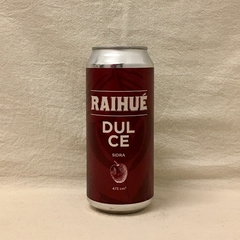 RAIHUÉ
DUL
CE
SIDRA
473 cm³